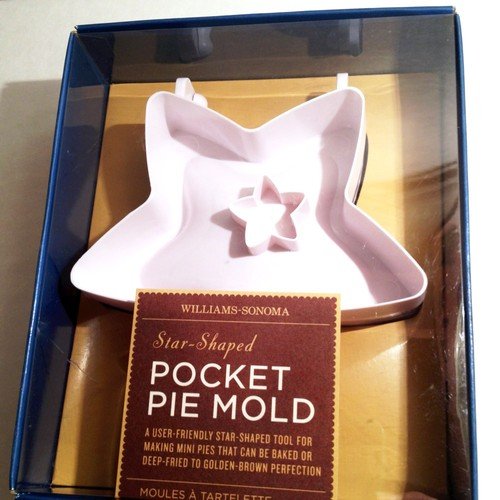 WILLIAMS-SONOMA
Star-Shaped
POCKET
PIE MOLD
A USER-FRIENDLY STAR-SHAPED TOOL FOR
MAKING MINI PIES THAT CAN BE BAKED OR
DEEP-FRIED TO GOLDEN-BROWN PERFECTION
MOULES À TARTELETTE